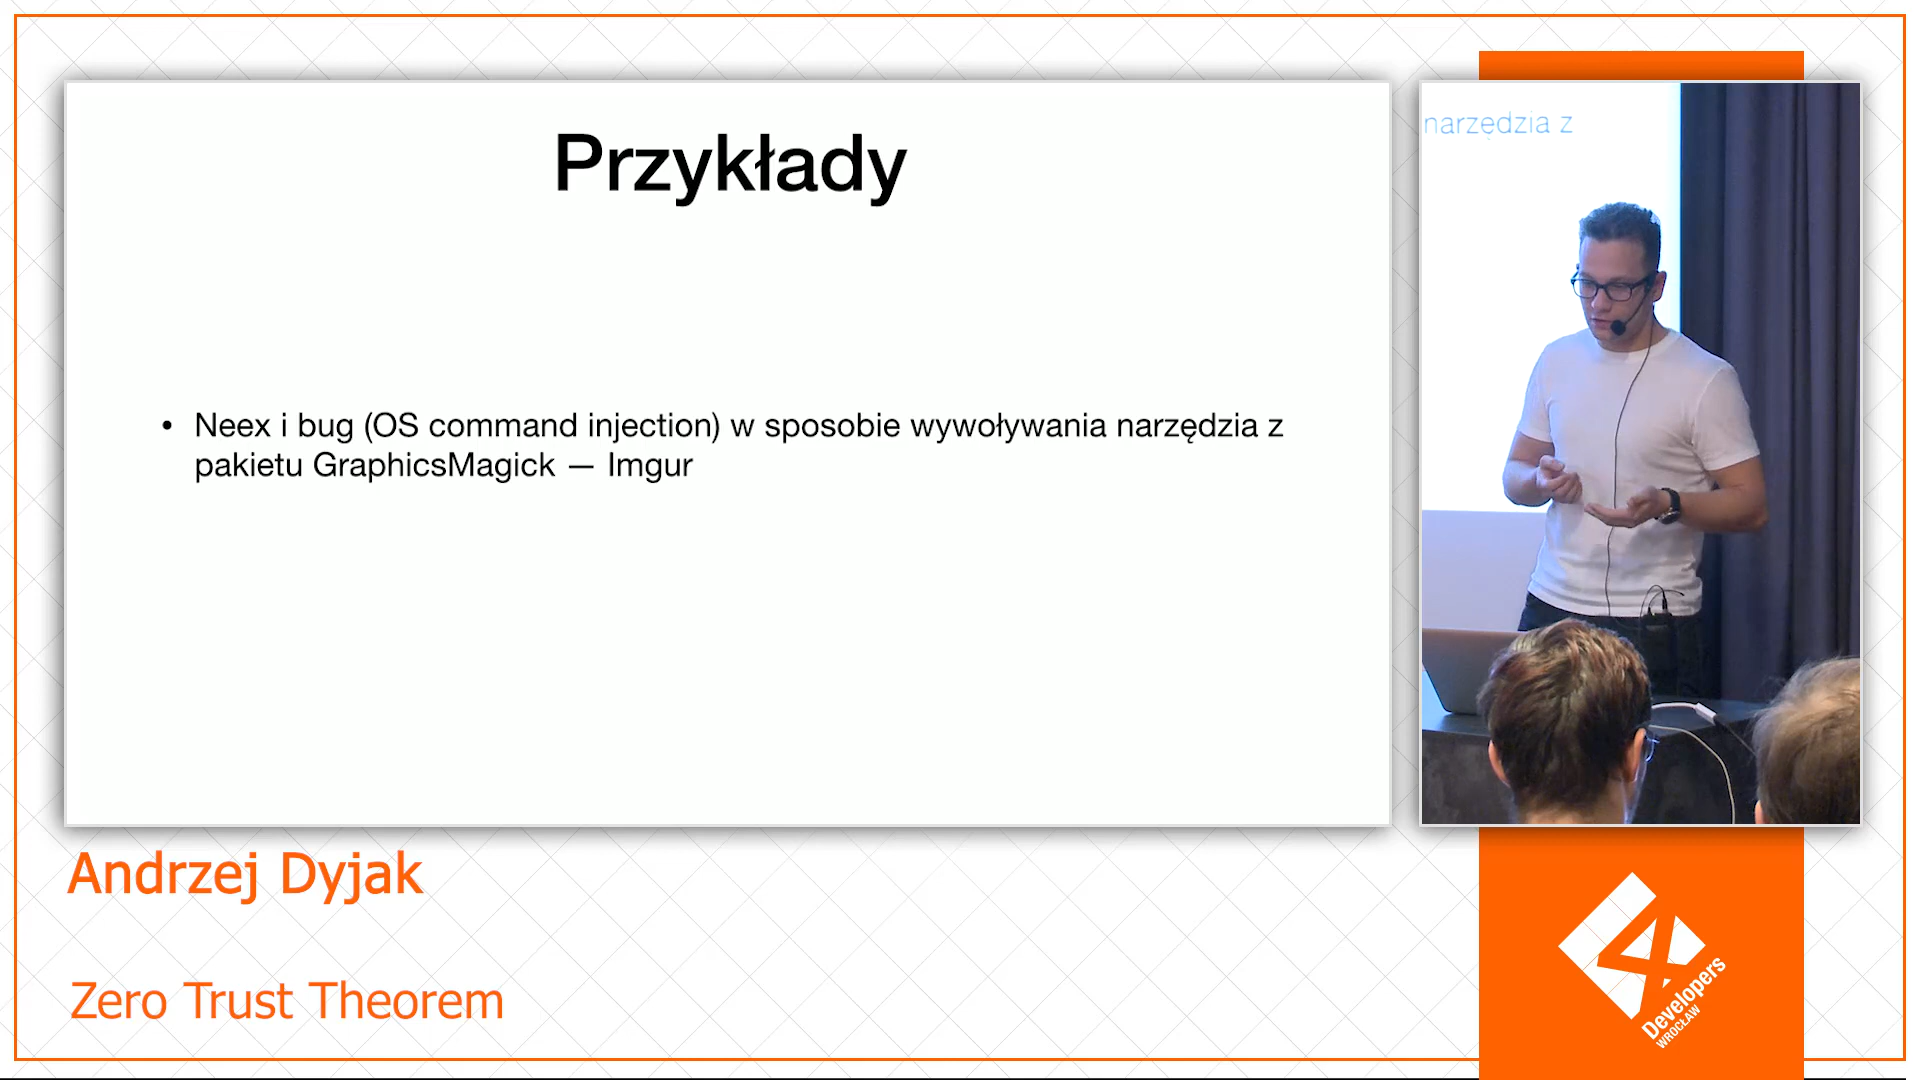 Przykłady
• Neex i bug (OS command injection) w sposobie wywoływania narzędzia z
pakietu GraphicsMagick — Imgur
narzędzia z
Andrzej Dyjak
Zero Trust Theorem
4
Developers
WROCŁAW